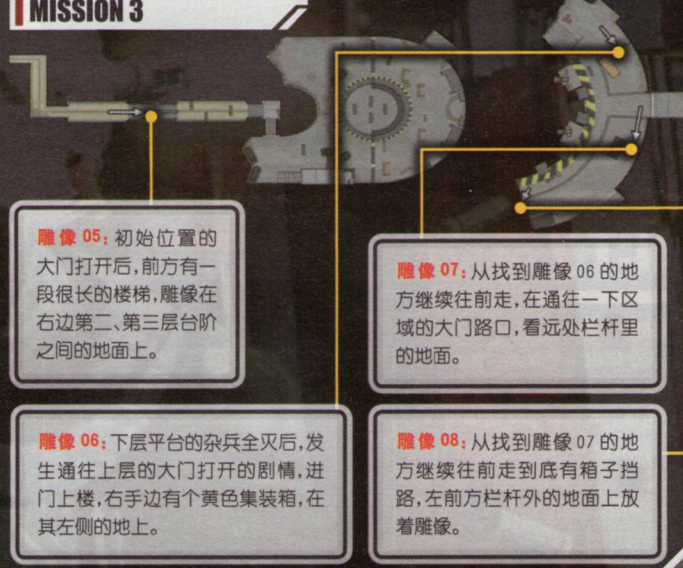 MISSION 3
雕像 05：初始位置的
大门打开后，前方有一
段很长的楼梯，雕像在
右边第二、第三层台阶
之间的地面上。
雕像 07：从找到雕像 06 的地
方继续往前走，在通往一下区
域的大门路口，看远处栏杆里
的地面。
雕像 06：下层平台的杂兵全灭后，发
生通往上层的大门打开的剧情，进
门上楼，右手边有个黄色集装箱，在
其左侧的地上。
雕像 08：从找到雕像 07 的地
方继续往前走到底有箱子挡
路，左前方栏杆外的地面上放
着雕像。